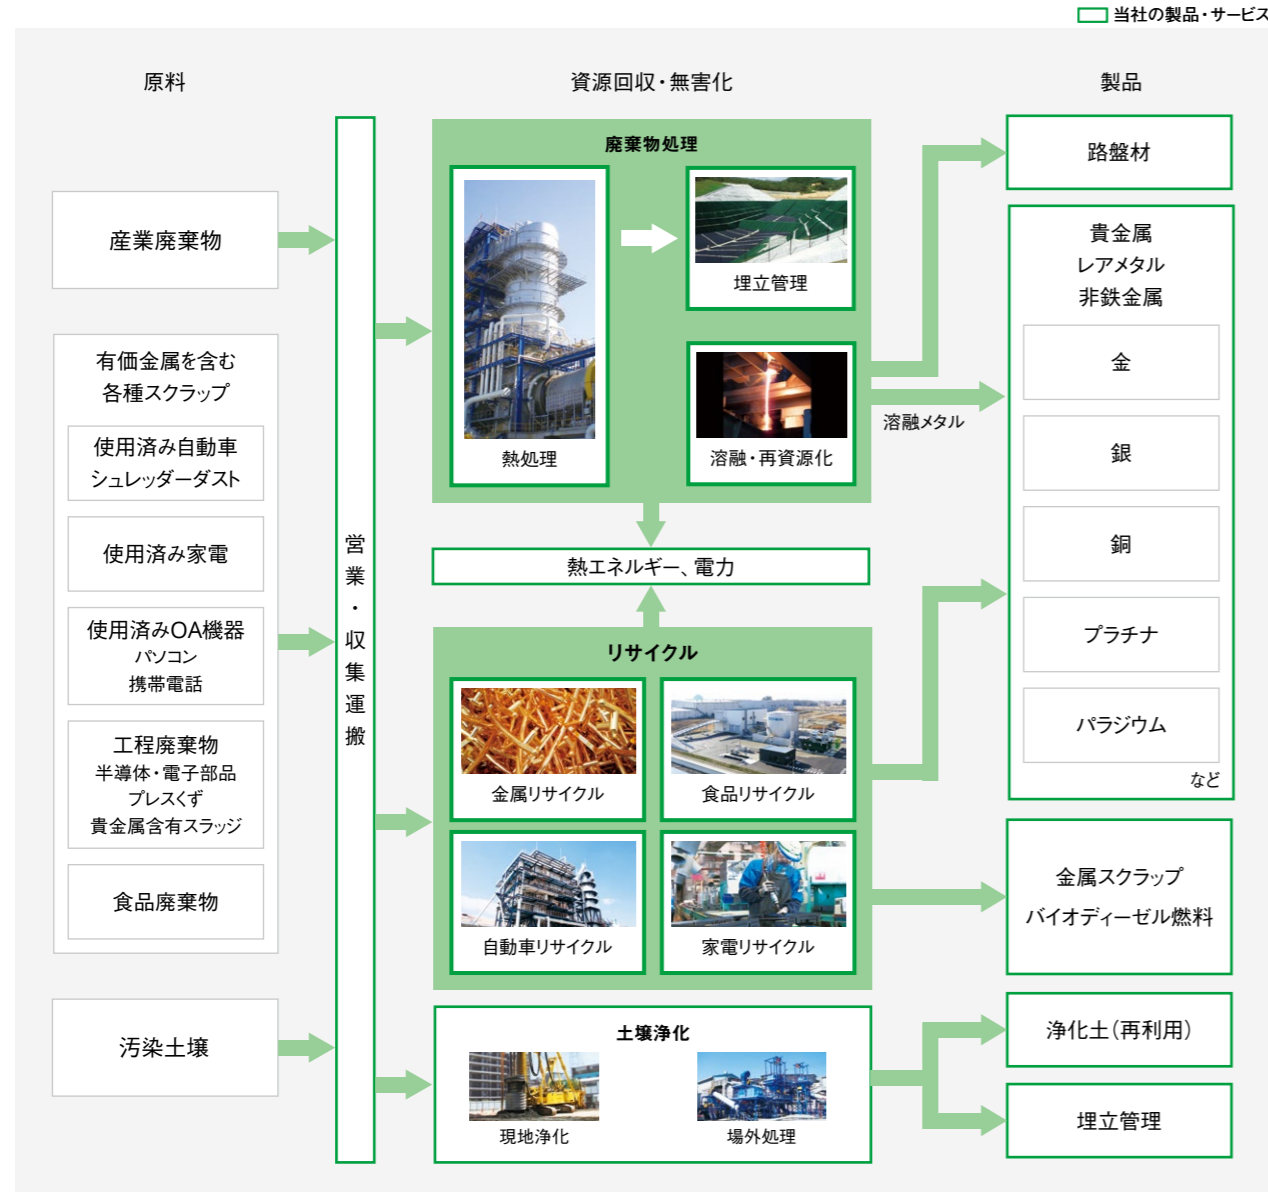 当社の製品・サービス
原料
資源回収・無害化
製品
産業廃棄物
有価金属を含む
各種スクラップ
使用済み自動車
シュレッダーダスト
使用済み家電
使用済みOA機器
パソコン
携帯電話
工程廃棄物
半導体・電子部品
プレスくず
貴金属含有スラッジ
食品廃棄物
汚染土壌
営業・収集運搬
廃棄物処理
熱処理
埋立管理
溶融・再資源化
溶融メタル
熱エネルギー、電力
リサイクル
金属リサイクル
食品リサイクル
自動車リサイクル
家電リサイクル
土壌浄化
現地浄化
場外処理
路盤材
貴金属
レアメタル
非鉄金属
金
銀
銅
プラチナ
パラジウム
など
金属スクラップ
バイオディーゼル燃料
浄化土（再利用）
埋立管理